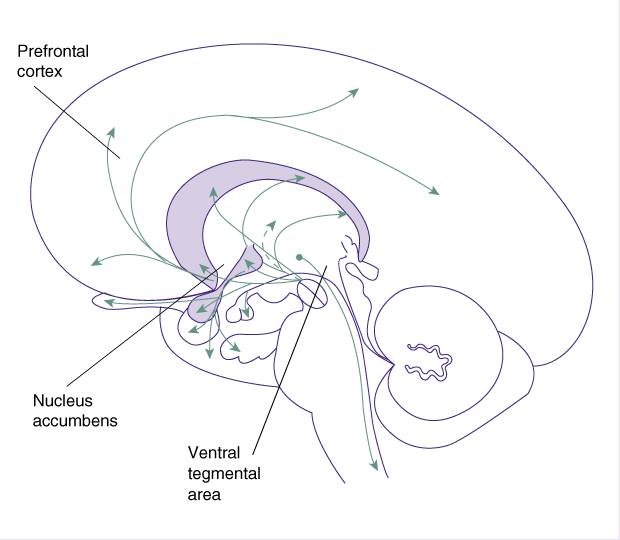 Prefrontal
cortex
Nucleus
accumbens
Ventral
tegmental
area